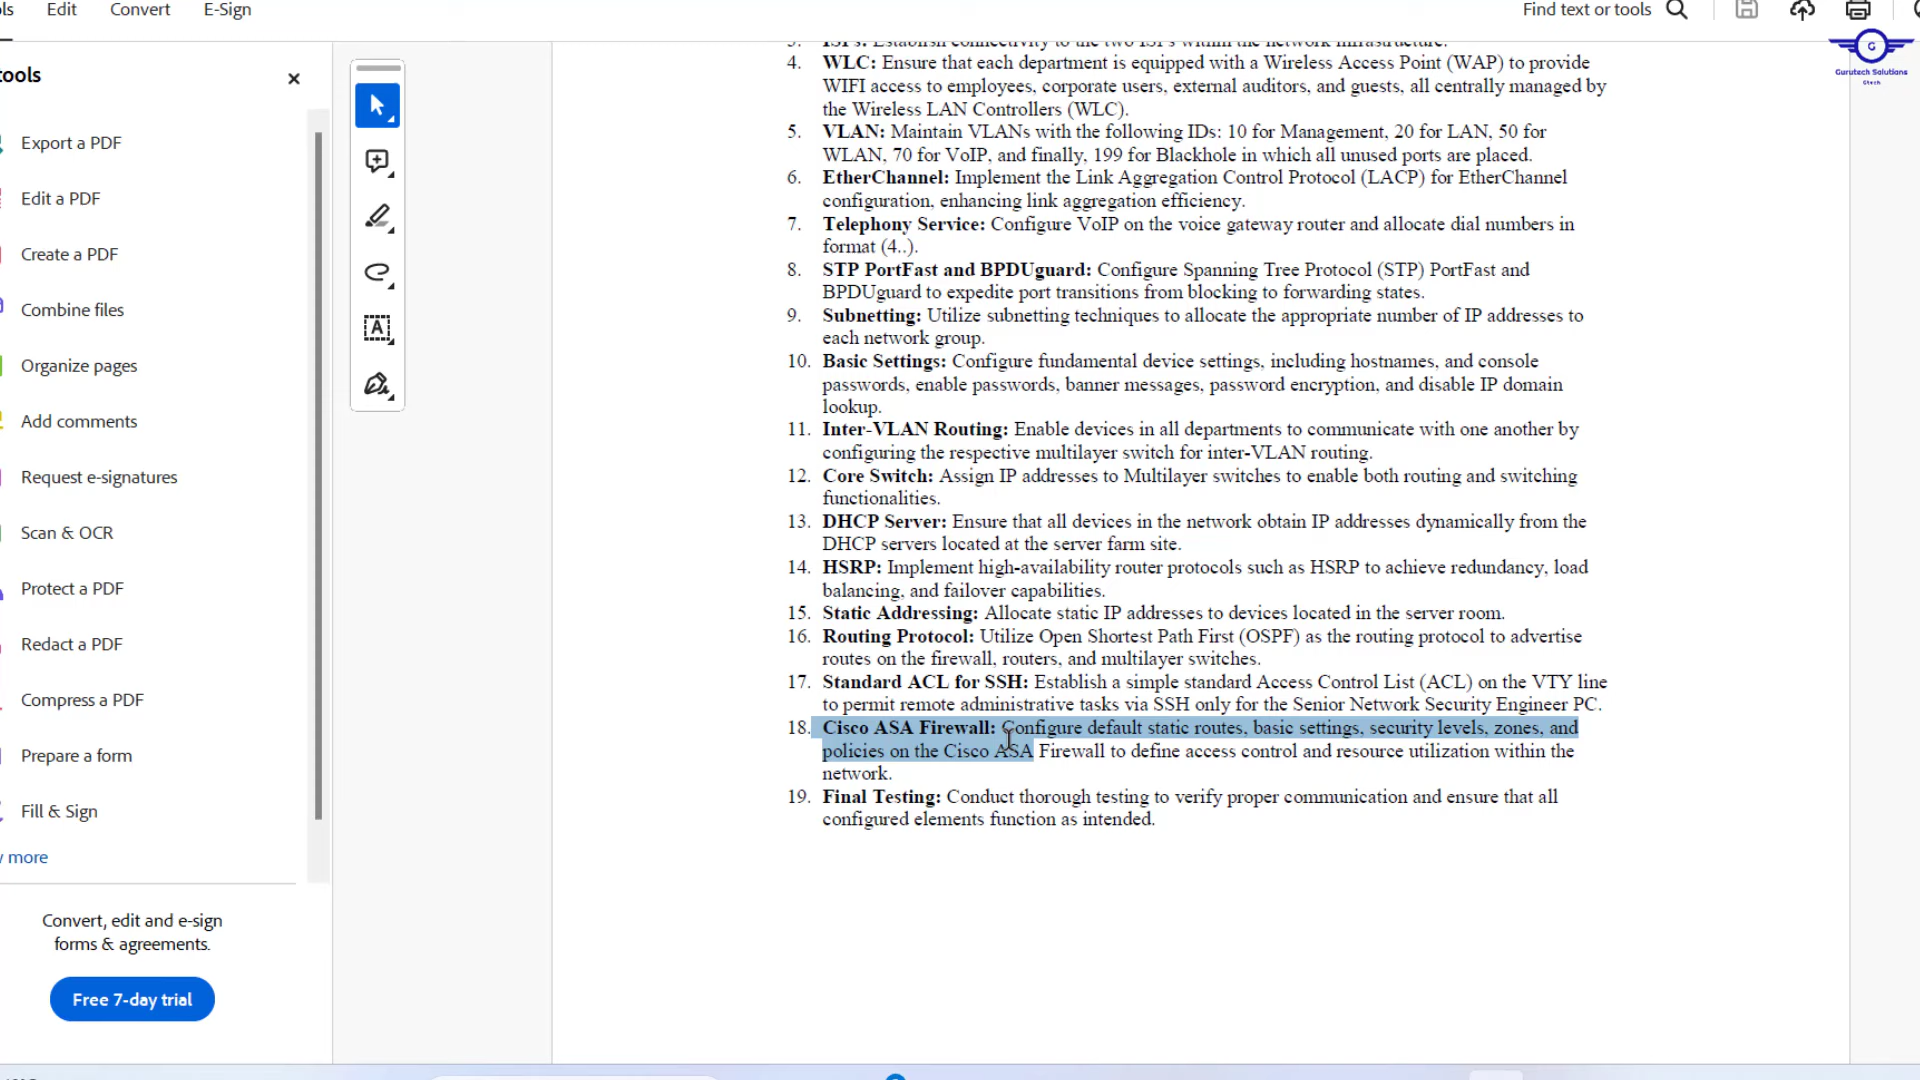 ls Edit Convert E-Sign Find text or tools
tools
Export a PDF
Edit a PDF
Create a PDF
Combine files
Organize pages
Add comments
Request e-signatures
Scan & OCR
Protect a PDF
Redact a PDF
Compress a PDF
Prepare a form
Fill & Sign
more
Convert, edit and e-sign
forms & agreements.
Free 7-day trial
3. ISPs: Establish connectivity to the two ISPs within the network infrastructure.
4. WLC: Ensure that each department is equipped with a Wireless Access Point (WAP) to provide
WIFI access to employees, corporate users, external auditors, and guests, all centrally managed by
the Wireless LAN Controllers (WLC).
5. VLAN: Maintain VLANs with the following IDs: 10 for Management, 20 for LAN, 50 for
WLAN, 70 for VoIP, and finally, 199 for Blackhole in which all unused ports are placed.
6. EtherChannel: Implement the Link Aggregation Control Protocol (LACP) for EtherChannel
configuration, enhancing link aggregation efficiency.
7. Telephony Service: Configure VoIP on the voice gateway router and allocate dial numbers in
format (4..).
8. STP PortFast and BPDUguard: Configure Spanning Tree Protocol (STP) PortFast and
BPDUguard to expedite port transitions from blocking to forwarding states.
9. Subnetting: Utilize subnetting techniques to allocate the appropriate number of IP addresses to
each network group.
10. Basic Settings: Configure fundamental device settings, including hostnames, and console
passwords, enable passwords, banner messages, password encryption, and disable IP domain
lookup.
11. Inter-VLAN Routing: Enable devices in all departments to communicate with one another by
configuring the respective multilayer switch for inter-VLAN routing.
12. Core Switch: Assign IP addresses to Multilayer switches to enable both routing and switching
functionalities.
13. DHCP Server: Ensure that all devices in the network obtain IP addresses dynamically from the
DHCP servers located at the server farm site.
14. HSRP: Implement high-availability router protocols such as HSRP to achieve redundancy, load
balancing, and failover capabilities.
15. Static Addressing: Allocate static IP addresses to devices located in the server room.
16. Routing Protocol: Utilize Open Shortest Path First (OSPF) as the routing protocol to advertise
routes on the firewall, routers, and multilayer switches.
17. Standard ACL for SSH: Establish a simple standard Access Control List (ACL) on the VTY line
to permit remote administrative tasks via SSH only for the Senior Network Security Engineer PC.
18. Cisco ASA Firewall: Configure default static routes, basic settings, security levels, zones, and
policies on the Cisco ASA Firewall to define access control and resource utilization within the
network.
19. Final Testing: Conduct thorough testing to verify proper communication and ensure that all
configured elements function as intended.
G
Gurutech Solutions
Gtech